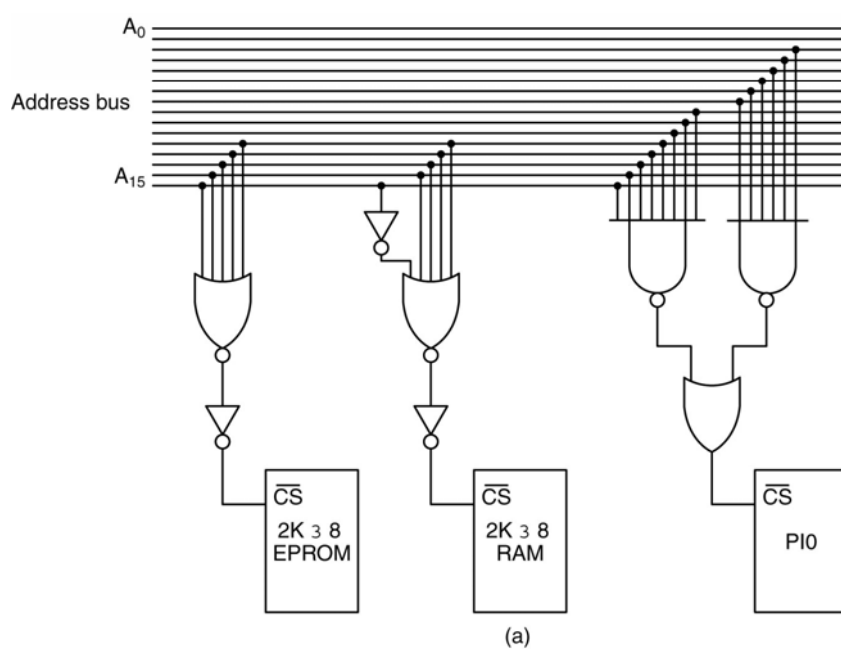 A0
Address bus
A15
CS
2K 3 8
EPROM
CS
2K 3 8
RAM
CS
PI0
(a)